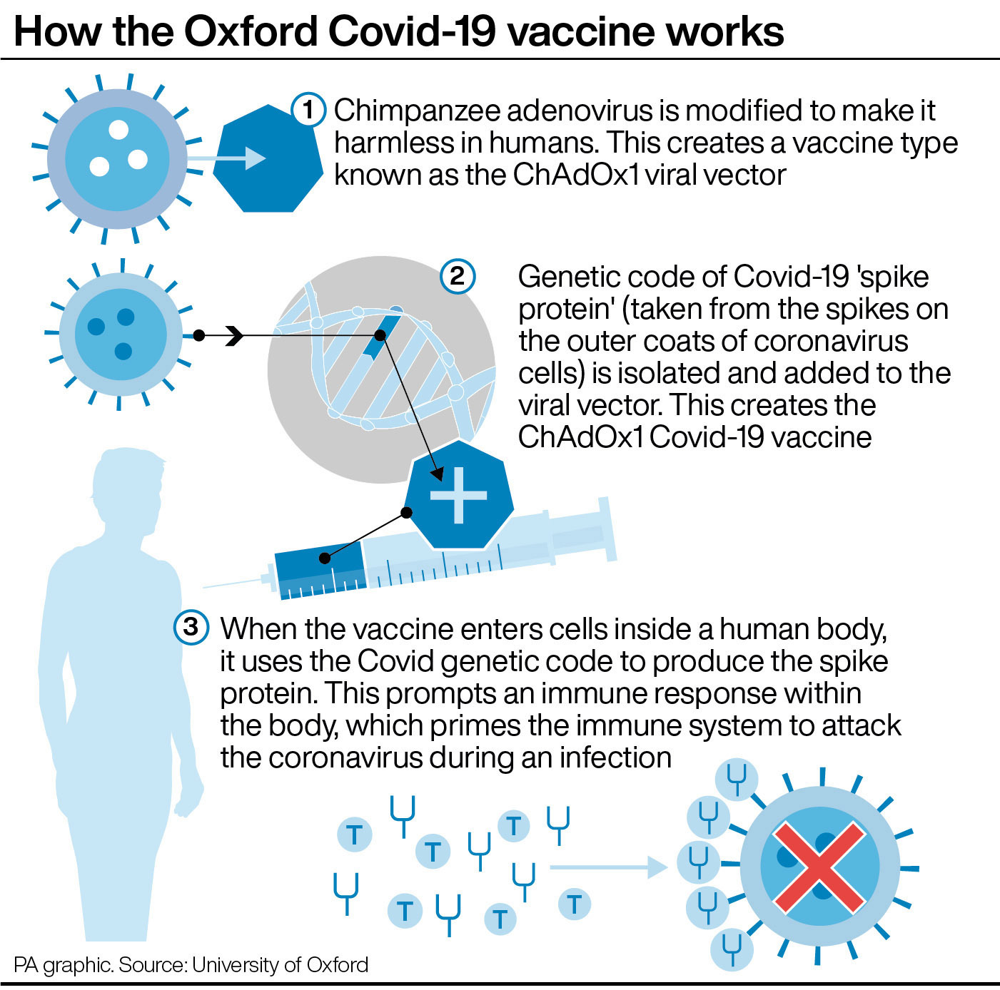 How the Oxford Covid-19 vaccine works
1
Chimpanzee adenovirus is modified to make it
harmless in humans. This creates a vaccine type
known as the ChAdOx1 viral vector
2
Genetic code of Covid-19 'spike
protein' (taken from the spikes on
the outer coats of coronavirus
cells) is isolated and added to the
viral vector. This creates the
ChAdOx1 Covid-19 vaccine
3
When the vaccine enters cells inside a human body,
it uses the Covid genetic code to produce the spike
protein. This prompts an immune response within
the body, which primes the immune system to attack
the coronavirus during an infection
T
T
T
T
T
T
PA graphic. Source: University of Oxford